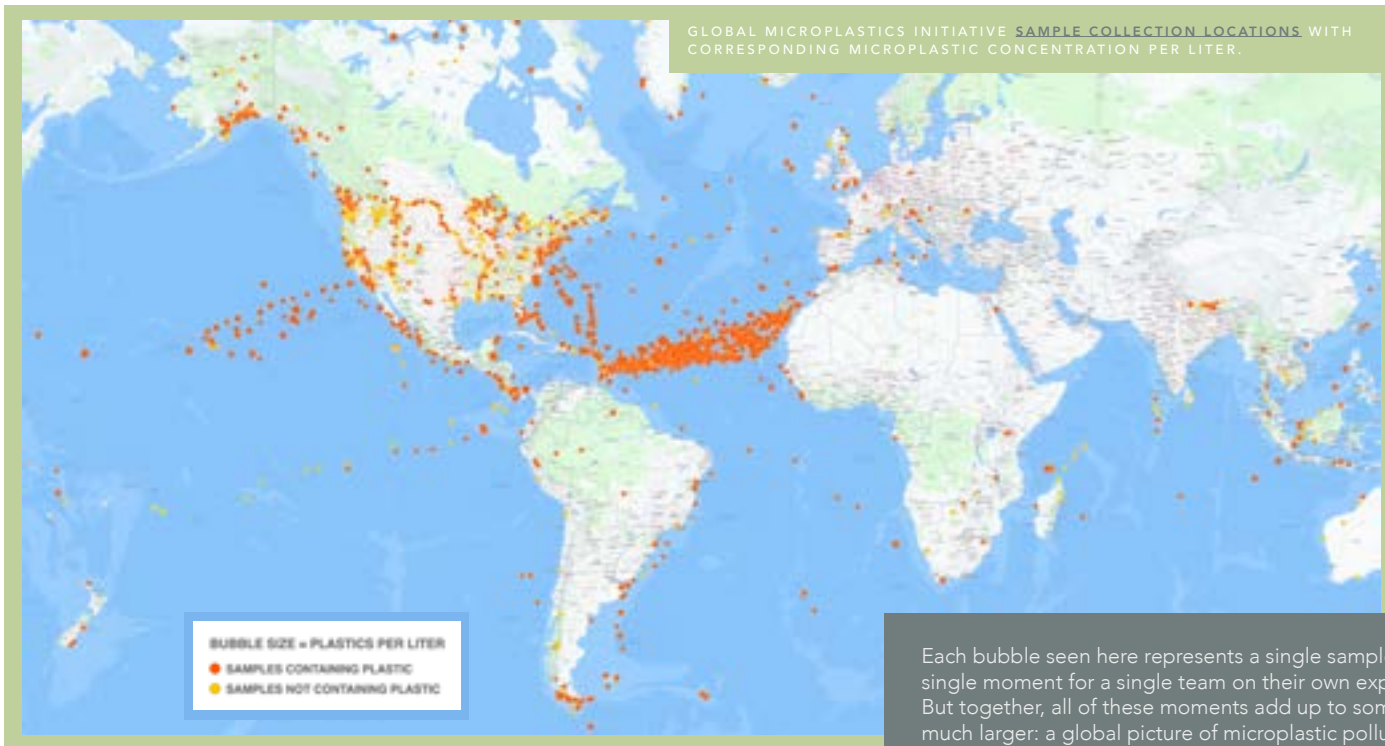 GLOBAL MICROPLASTICS INITIATIVE SAMPLE COLLECTION LOCATIONS WITH
CORRESPONDING MICROPLASTIC CONCENTRATION PER LITER.
BUBBLE SIZE = PLASTICS PER LITER
SAMPLES CONTAINING PLASTIC
SAMPLES NOT CONTAINING PLASTIC
Each bubble seen here represents a single sampl
single moment for a single team on their own exp
But together, all of these moments add up to som
much larger: a global picture of microplastic pollu